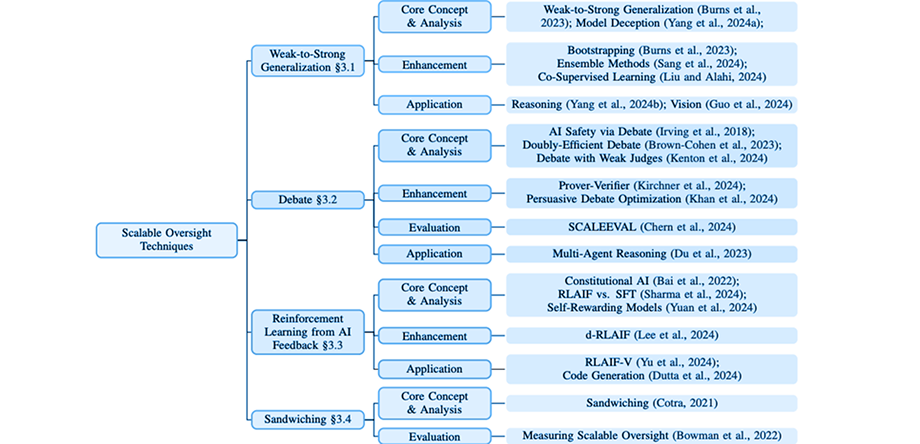 Scalable Oversight
Techniques
Weak-to-Strong
Generalization §3.1
Core Concept
& Analysis
Weak-to-Strong Generalization (Burns et al.,
2023); Model Deception (Yang et al., 2024a);
Enhancement
Bootstrapping (Burns et al., 2023);
Ensemble Methods (Sang et al., 2024);
Co-Supervised Learning (Liu and Alahi, 2024)
Application
Reasoning (Yang et al., 2024b); Vision (Guo et al., 2024)
Debate §3.2
Core Concept
& Analysis
AI Safety via Debate (Irving et al., 2018);
Doubly-Efficient Debate (Brown-Cohen et al., 2023);
Debate with Weak Judges (Kenton et al., 2024)
Enhancement
Prover-Verifier (Kirchner et al., 2024);
Persuasive Debate Optimization (Khan et al., 2024)
Evaluation
SCALEEVAL (Chern et al., 2024)
Application
Multi-Agent Reasoning (Du et al., 2023)
Reinforcement
Learning from AI
Feedback §3.3
Core Concept
& Analysis
Constitutional AI (Bai et al., 2022);
RLAIF vs. SFT (Sharma et al., 2024);
Self-Rewarding Models (Yuan et al., 2024)
Enhancement
d-RLAIF (Lee et al., 2024)
Application
RLAIF-V (Yu et al., 2024);
Code Generation (Dutta et al., 2024)
Sandwiching §3.4
Core Concept
& Analysis
Sandwiching (Cotra, 2021)
Evaluation
Measuring Scalable Oversight (Bowman et al., 2022)